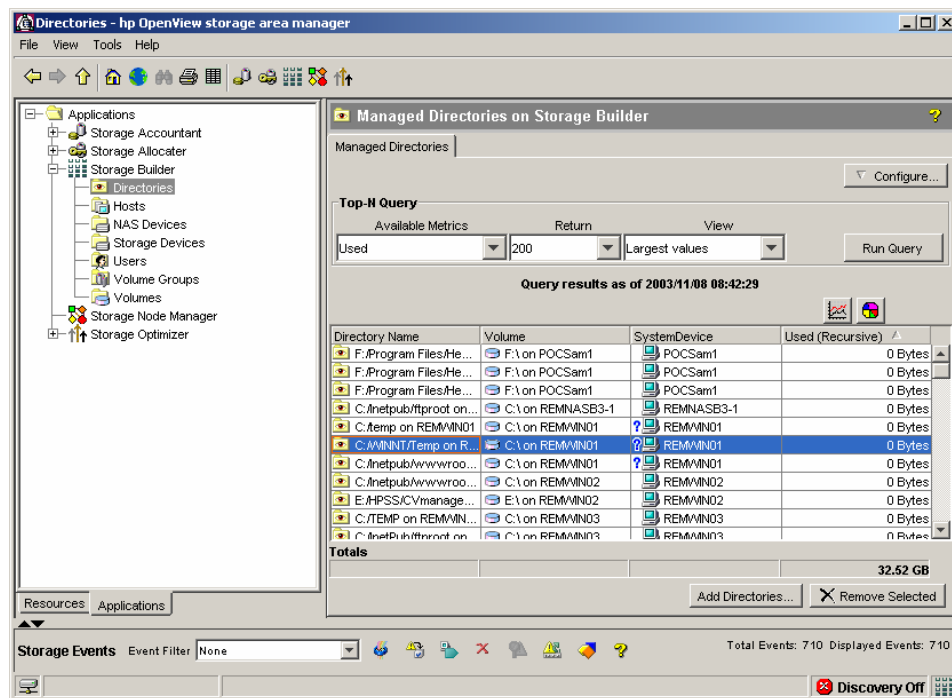 Directories - hp OpenView storage area manager
File View Tools Help
Applications
Storage Accountant
Storage Allocater
Storage Builder
Directories
Hosts
NAS Devices
Storage Devices
Users
Volume Groups
Volumes
Storage Node Manager
Storage Optimizer
Resources Applications
Managed Directories on Storage Builder
Managed Directories
Configure...
Top-N Query
Available Metrics Return View
Used 200 Largest values Run Query
Query results as of 2003/11/08 08:42:29
Directory Name Volume SystemDevice Used (Recursive)
F:/Program Files/He... F:\ on POCSam1 POCSam1 0 Bytes
F:/Program Files/He... F:\ on POCSam1 POCSam1 0 Bytes
F:/Program Files/He... F:\ on POCSam1 POCSam1 0 Bytes
C:/Inetpub/ftproot on... C:\ on REMNASB3-1 REMNASB3-1 0 Bytes
C:/temp on REMWIN01 C:\ on REMWIN01 REMWIN01 0 Bytes
C:/WINNT/Temp on R... C:\ on REMWIN01 REMWIN01 0 Bytes
C:/Inetpub/wwwroo... C:\ on REMWIN01 REMWIN01 0 Bytes
C:/Inetpub/wwwroo... C:\ on REMWIN02 REMWIN02 0 Bytes
E:/HPSS/CVmanage... E:\ on REMWIN02 REMWIN02 0 Bytes
C:/TEMP on REMWIN... C:\ on REMWIN03 REMWIN03 0 Bytes
C:/InetPub/ftproot on C:\ on REMWIN03 REMWIN03 0 Bytes
Totals
32.52 GB
Add Directories... Remove Selected
Storage Events Event Filter None Total Events: 710 Displayed Events: 710
Discovery Off